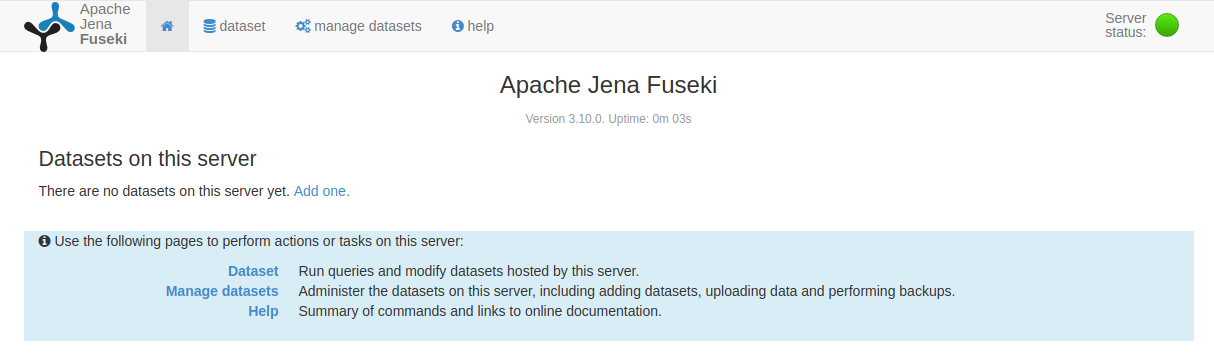 Apache
Jena
Fuseki
dataset
manage datasets
help
Server
status:
Apache Jena Fuseki
Version 3.10.0. Uptime: 0m 03s
Datasets on this server
There are no datasets on this server yet. Add one.
Use the following pages to perform actions or tasks on this server:
Dataset Run queries and modify datasets hosted by this server.
Manage datasets Administer the datasets on this server, including adding datasets, uploading data and performing backups.
Help Summary of commands and links to online documentation.